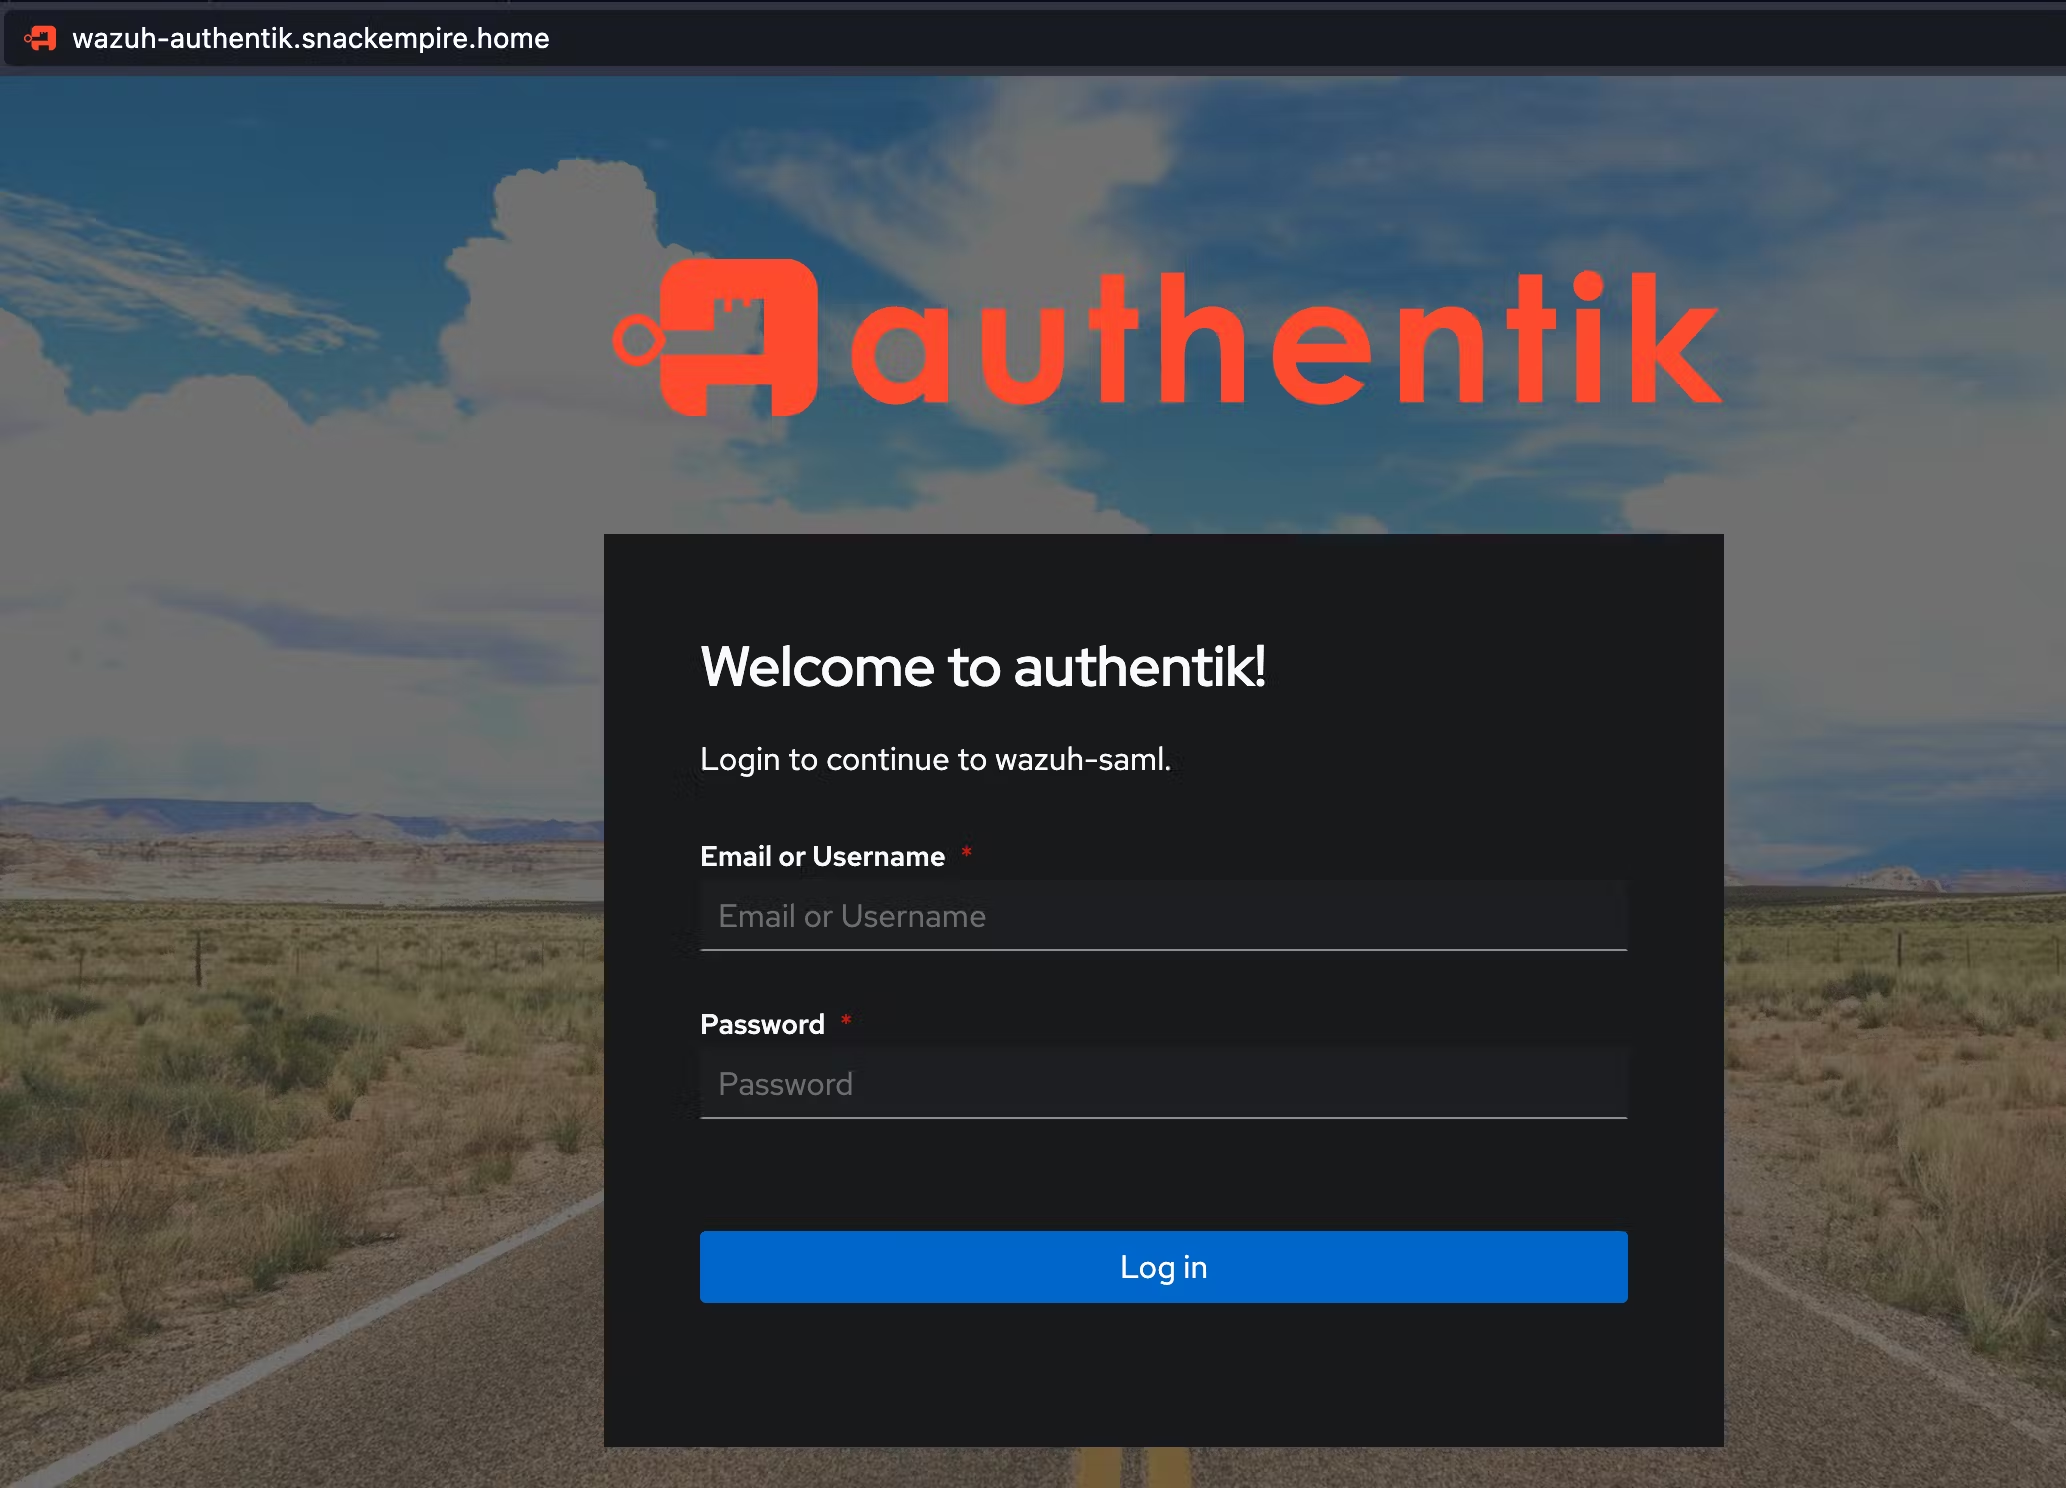 wazuh-authentik.snackempire.home
authentik
Welcome to authentik!
Login to continue to wazuh-saml.
Email or Username *
Email or Username
Password *
Password
Log in